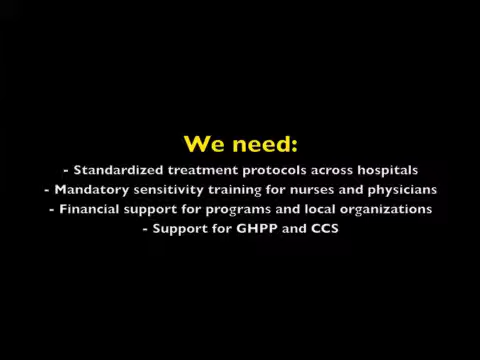 We need:
- Standardized treatment protocols across hospitals
- Mandatory sensitivity training for nurses and physicians
- Financial support for programs and local organizations
- Support for GHPP and CCS